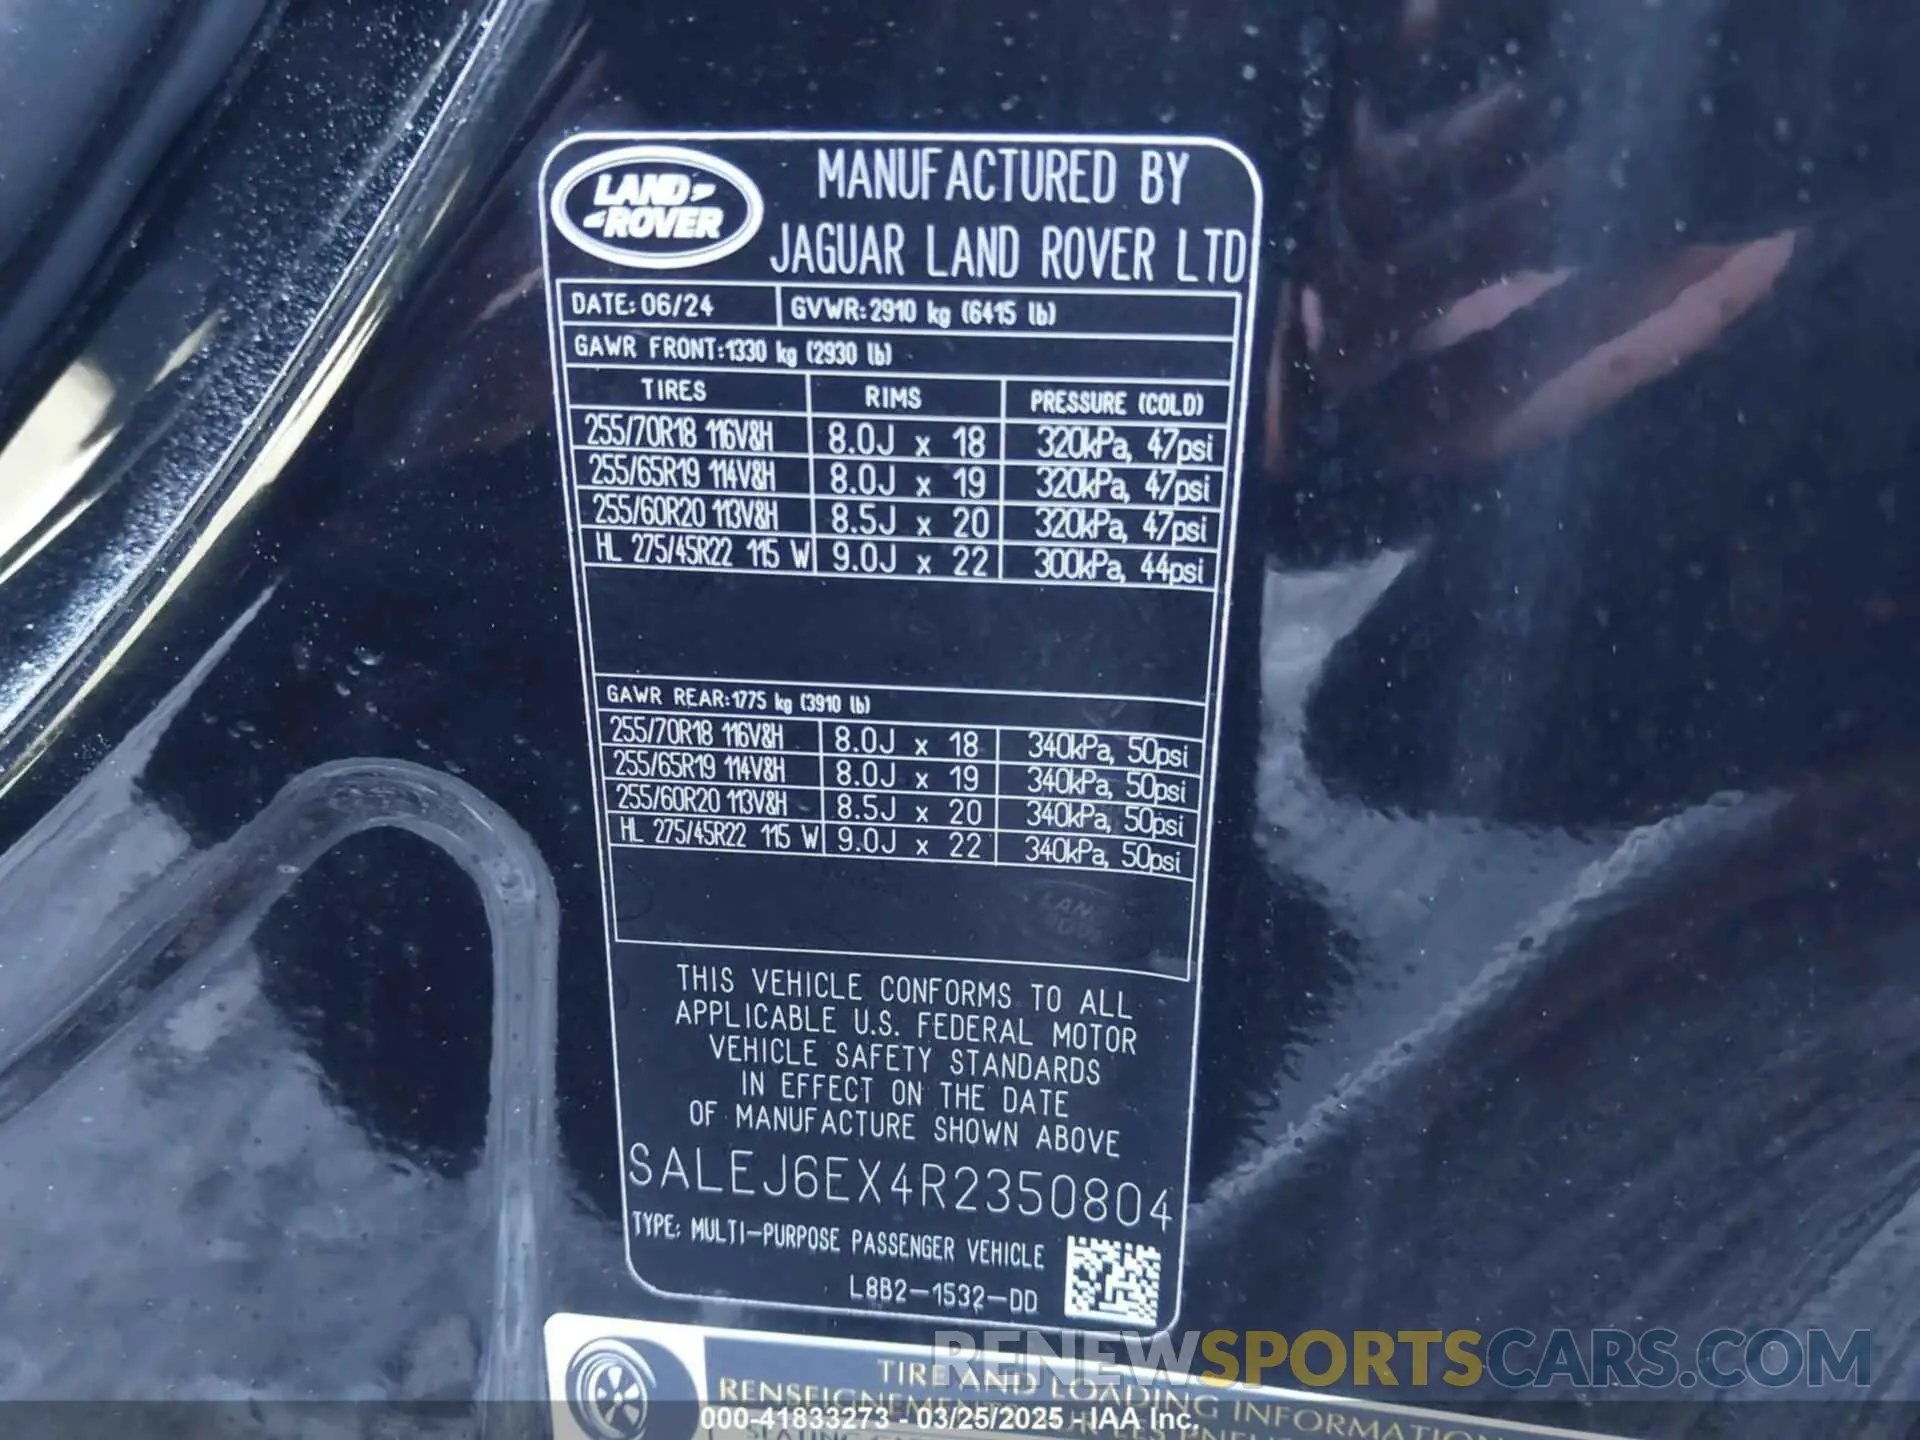 LAND ROVER
MANUFACTURED BY
JAGUAR LAND ROVER LTD
DATE: 06/24 GVWR: 2910 kg (6415 lb)
GAWR FRONT: 1330 kg (2930 lb)
TIRES RIMS PRESSURE (COLD)
255/70R18 116V&H 8.0J x 18 320kPa, 47psi
255/65R19 114V&H 8.0J x 19 320kPa, 47psi
255/60R20 113V&H 8.5J x 20 320kPa, 47psi
HL 275/45R22 115 W 9.0J x 22 300kPa, 44psi
GAWR REAR: 1775 kg (3910 lb)
255/70R18 116V&H 8.0J x 18 340kPa, 50psi
255/65R19 114V&H 8.0J x 19 340kPa, 50psi
255/60R20 113V&H 8.5J x 20 340kPa, 50psi
HL 275/45R22 115 W 9.0J x 22 340kPa, 50psi
THIS VEHICLE CONFORMS TO ALL
APPLICABLE U.S. FEDERAL MOTOR
VEHICLE SAFETY STANDARDS
IN EFFECT ON THE DATE
OF MANUFACTURE SHOWN ABOVE
SALEJ6EX4R2350804
TYPE: MULTI-PURPOSE PASSENGER VEHICLE
L8B2-1532-DD
RENEWSPORTSCARS.COM
TIRE AND LOADING INFORMATION
RENSEIGNEMENTS SUR LES
000-41833273 - 03/25/2025 - IAA Inc.